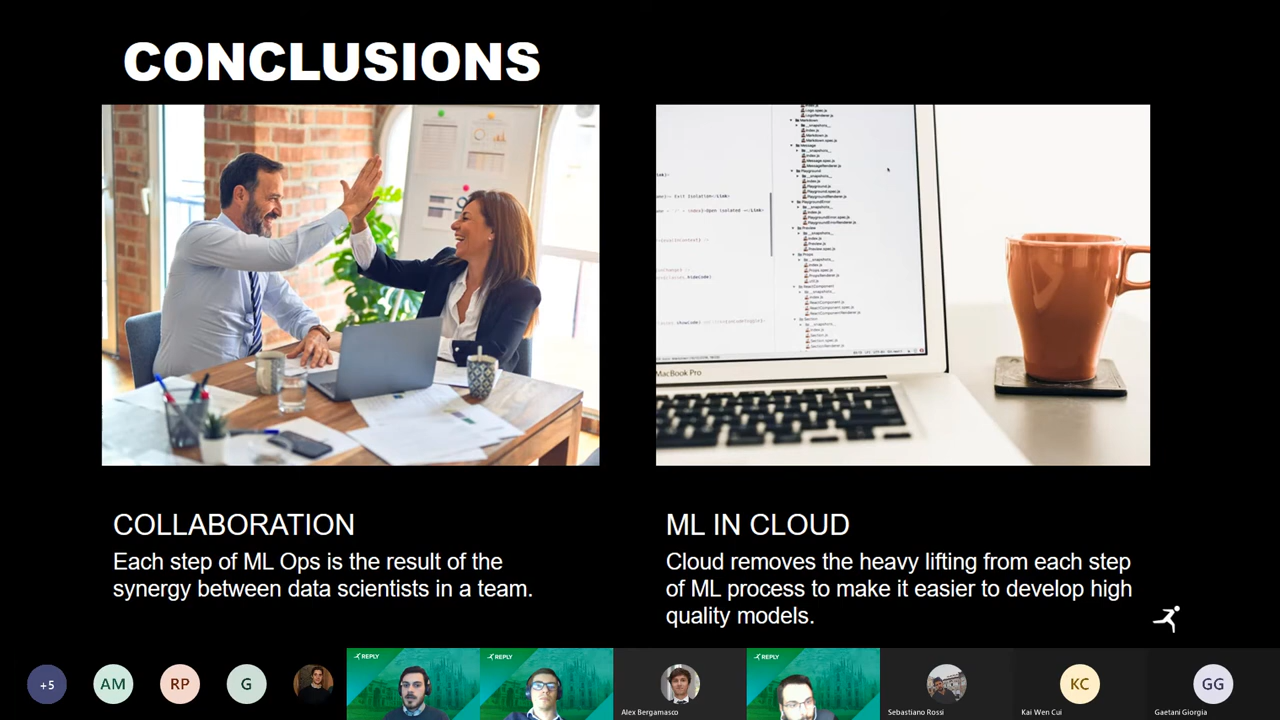 CONCLUSIONS
MacBook Pro
COLLABORATION
Each step of ML Ops is the result of the
synergy between data scientists in a team.
ML IN CLOUD
Cloud removes the heavy lifting from each step
of ML process to make it easier to develop high
quality models.
+5
AM
RP
G
REPLY
REPLY
Alex Bergamasco
REPLY
Sebastiano Rossi
KC
Kai Wen Cui
GG
Gaetani Giorgia